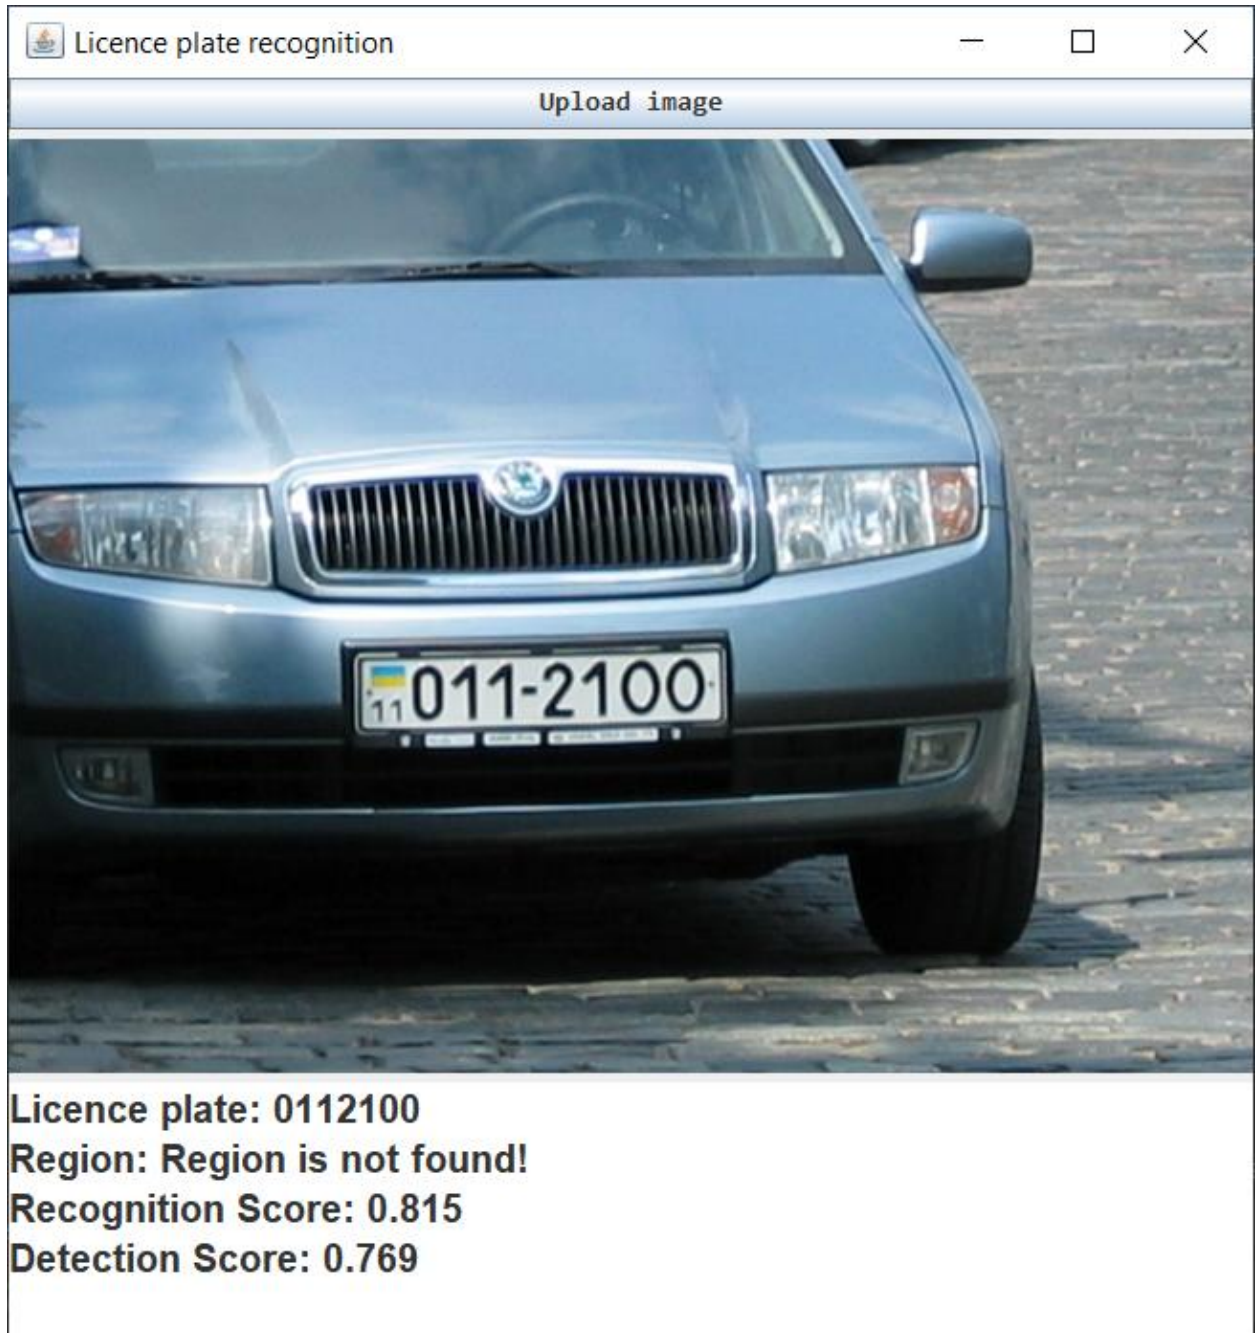 Licence plate recognition
Upload image
011-2100
11
Licence plate: 0112100
Region: Region is not found!
Recognition Score: 0.815
Detection Score: 0.769